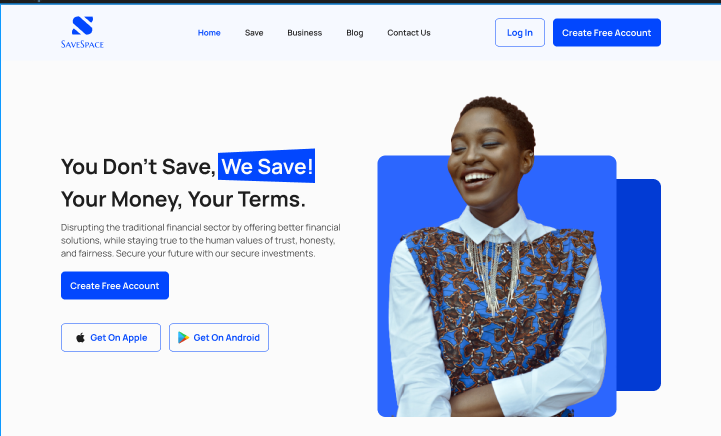 SaveSpace
Home Save Business Blog Contact Us
Log In
Create Free Account
You Don't Save, We Save!
Your Money, Your Terms.
Disrupting the traditional financial sector by offering better financial
solutions, while staying true to the human values of trust, honesty,
and fairness. Secure your future with our secure investments.
Create Free Account
Get On Apple
Get On Android